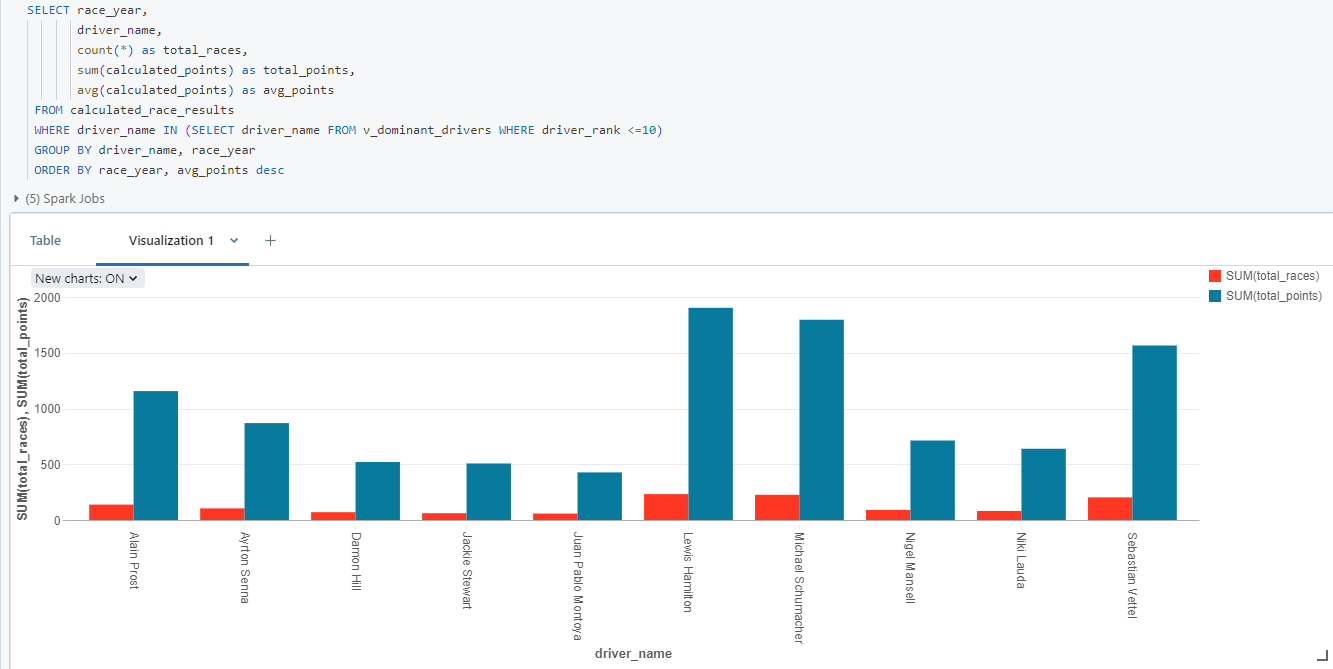 SELECT race_year,
driver_name,
count(*) as total_races,
sum(calculated_points) as total_points,
avg(calculated_points) as avg_points
FROM calculated_race_results
WHERE driver_name IN (SELECT driver_name FROM v_dominant_drivers WHERE driver_rank <=10)
GROUP BY driver_name, race_year
ORDER BY race_year, avg_points desc
(5) Spark Jobs
Table
Visualization 1
+
New charts: ON
SUM(total_races)
SUM(total_points)
SUM(total_races), SUM(total_points)
2000
1500
1000
500
0
Alain Prost
Ayrton Senna
Damon Hill
Jackie Stewart
Juan Pablo Montoya
Lewis Hamilton
Michael Schumacher
Nigel Mansell
Niki Lauda
Sebastian Vettel
driver_name